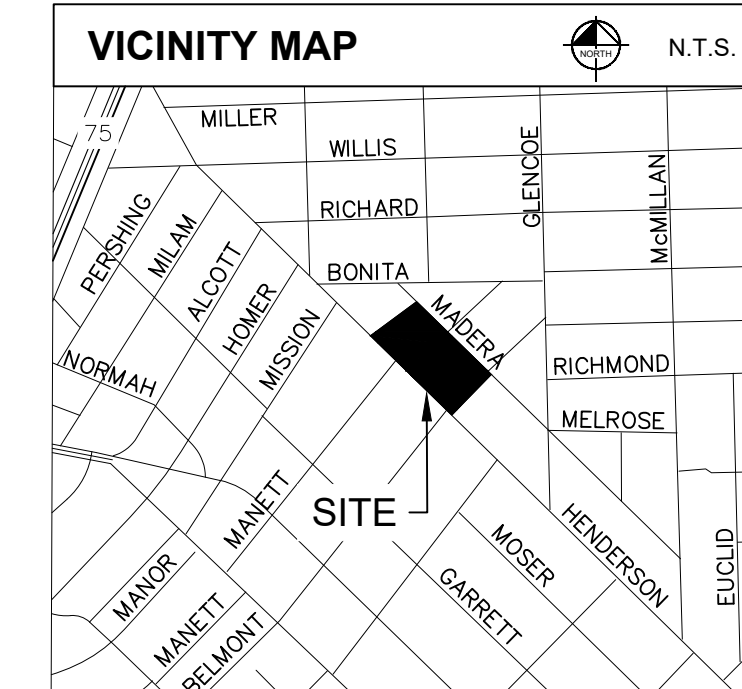 VICINITY MAP
NORTH
N.T.S.
75
MILLER
WILLIS
GLENCOE
McMILLAN
RICHARD
PERSHING
MILAM
ALCOTT
BONITA
HOMER
MADERA
MISSION
NORMAH
RICHMOND
MELROSE
MANETT
SITE
HENDERSON
MOSER
EUCLID
GARRETT
MANOR
MANETT
BELMONT